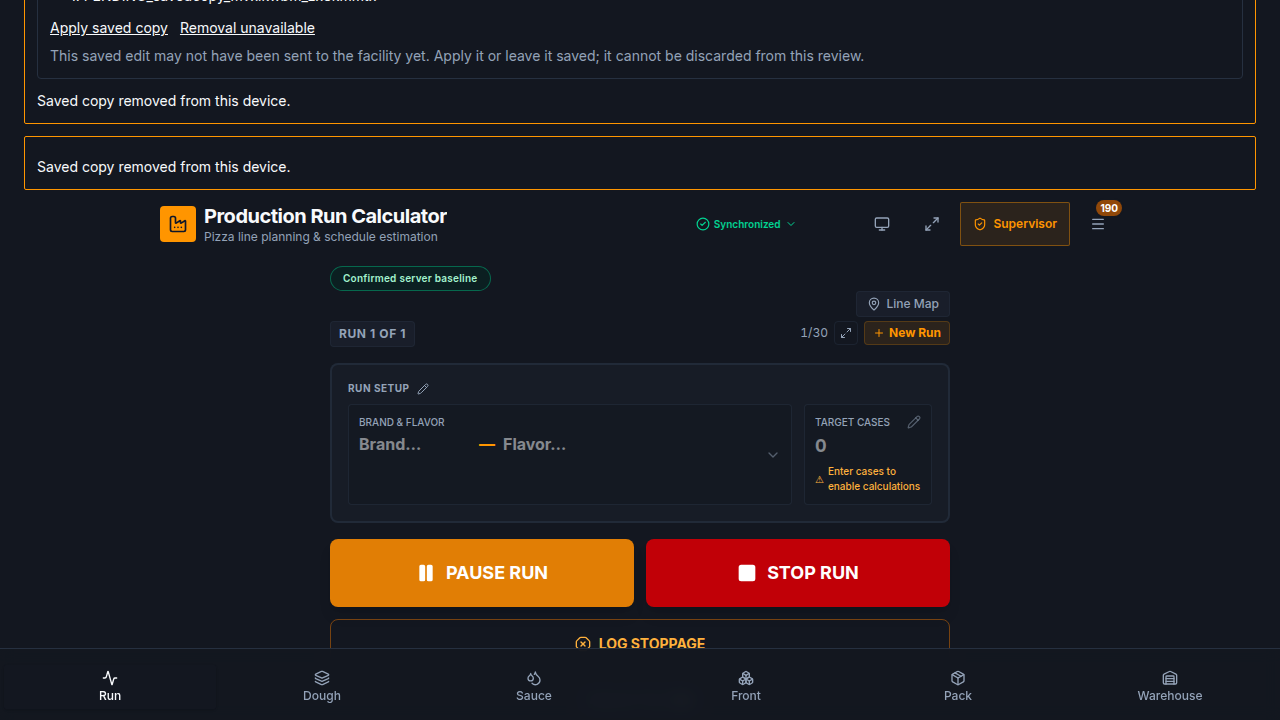 Apply saved copy Removal unavailable
This saved edit may not have been sent to the facility yet. Apply it or leave it saved; it cannot be discarded from this review.
Saved copy removed from this device.
Saved copy removed from this device.
Production Run Calculator
Pizza line planning & schedule estimation
Synchronized
Supervisor
190
Confirmed server baseline
Line Map
RUN 1 OF 1
1/30
New Run
RUN SETUP
BRAND & FLAVOR
Brand... — Flavor...
TARGET CASES
0
⚠ Enter cases to
enable calculations
PAUSE RUN
STOP RUN
LOG STOPPAGE
Run
Dough
Sauce
Front
Pack
Warehouse